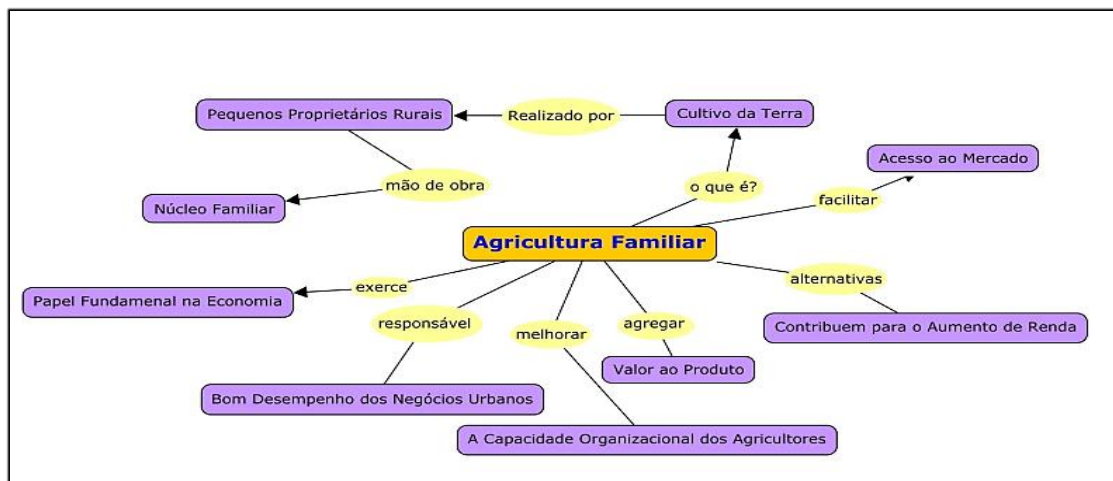 Pequenos Proprietários Rurais
Realizado por
Cultivo da Terra
Acesso ao Mercado
mão de obra
o que é?
facilitar
Núcleo Familiar
Agricultura Familiar
exerce
alternativas
Papel Fundamenal na Economia
responsável
melhorar
agregar
Contribuem para o Aumento de Renda
Valor ao Produto
Bom Desempenho dos Negócios Urbanos
A Capacidade Organizacional dos Agricultores